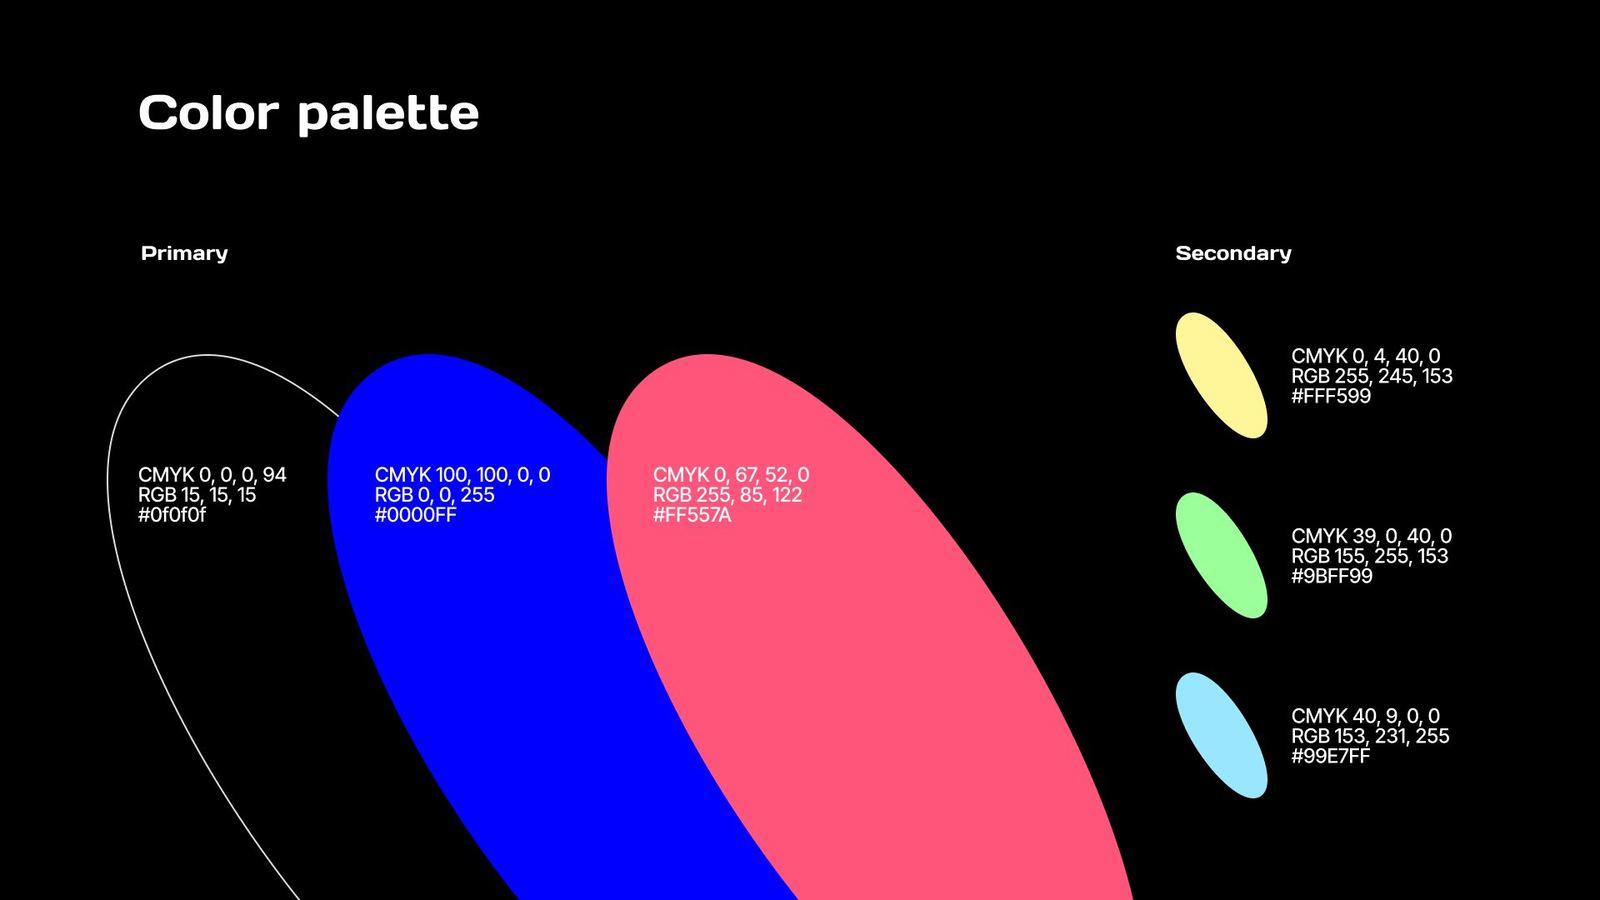 Color palette
Primary
CMYK 0, 0, 0, 94
RGB 15, 15, 15
#0f0f0f
CMYK 100, 100, 0, 0
RGB 0, 0, 255
#0000FF
CMYK 0, 67, 52, 0
RGB 255, 85, 122
#FF557A
Secondary
CMYK 0, 4, 40, 0
RGB 255, 245, 153
#FFF599
CMYK 39, 0, 40, 0
RGB 155, 255, 153
#9BFF99
CMYK 40, 9, 0, 0
RGB 153, 231, 255
#99E7FF